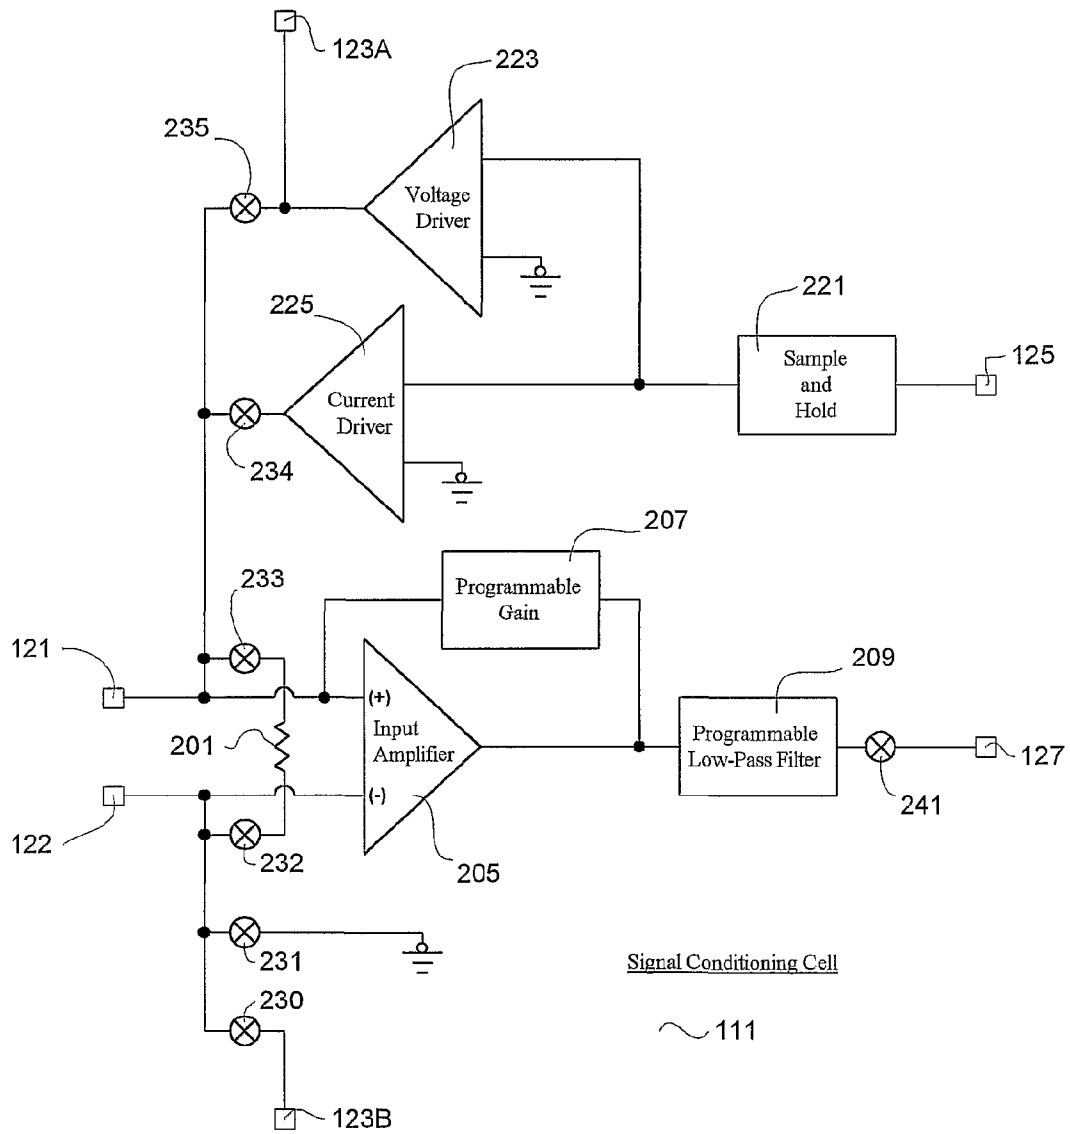 123A
223
235
Voltage
Driver
221
225
Sample
and
Hold
125
Current
Driver
234
207
Programmable
Gain
233
121
209
(+)
Input
Amplifier
201
Programmable
Low-Pass Filter
127
(-)
241
122
232
205
231
Signal Conditioning Cell
230
111
123B